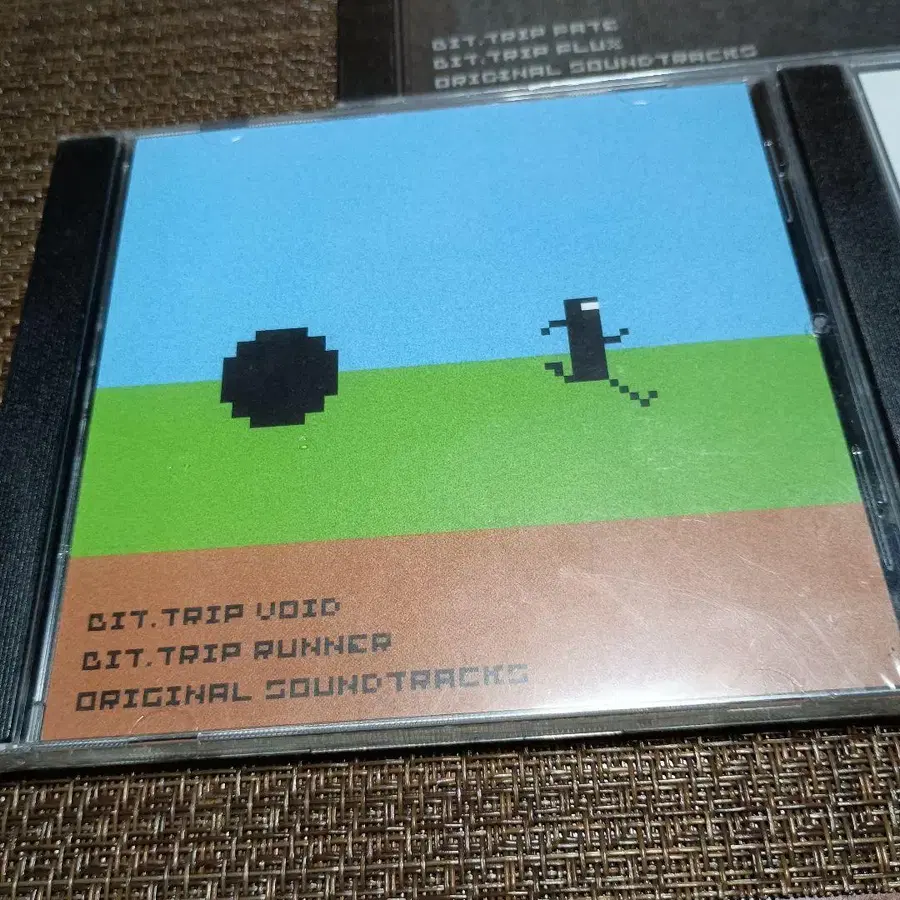 BIT.TRIP FATE
BIT.TRIP FLUX
ORIGINAL SOUNDTRACKS
BIT.TRIP VOID
BIT.TRIP RUNNER
ORIGINAL SOUNDTRACKS